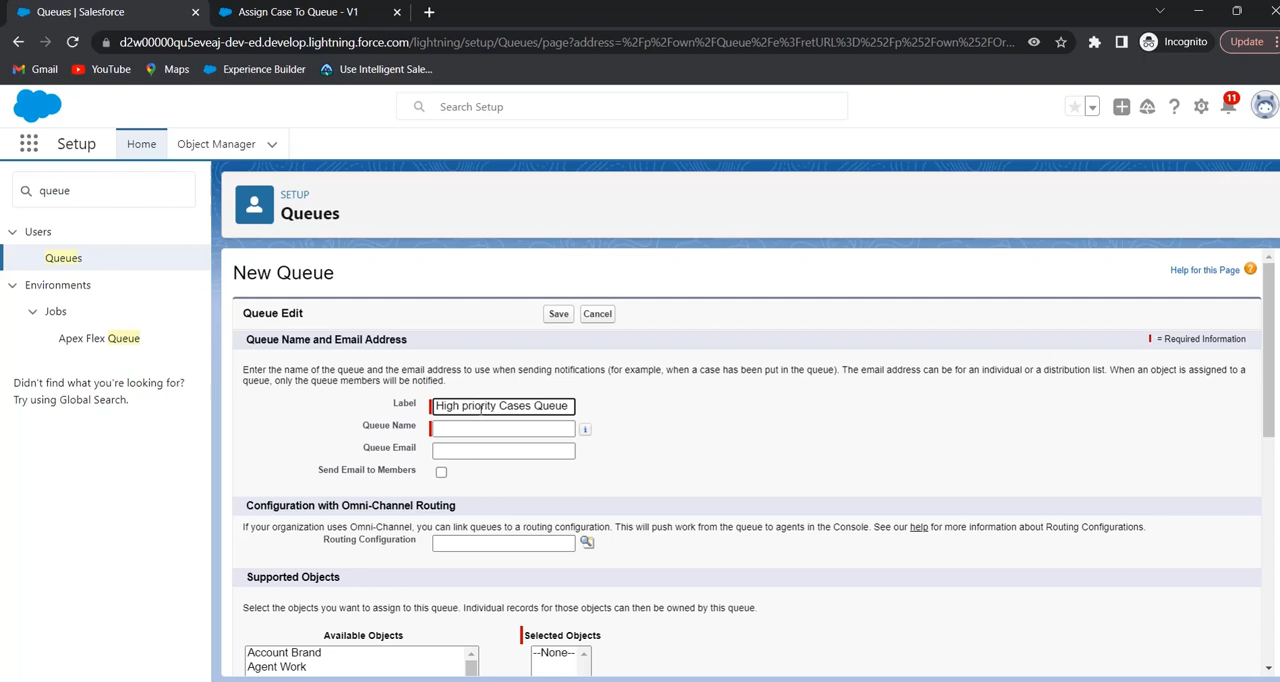 Queues | Salesforce
Assign Case To Queue - V1
d2w00000qu5eveaj-dev-ed.develop.lightning.force.com/lightning/setup/Queues/page?address=%2Fp%2Fown%2FQueue%2Fe%3FretURL%3D%252Fp%252Fown%252FOr...
Incognito
Update
Gmail
YouTube
Maps
Experience Builder
Use Intelligent Sale...
Search Setup
11
Setup
Home
Object Manager
queue
Users
Queues
Environments
Jobs
Apex Flex Queue
Didn't find what you're looking for?
Try using Global Search.
SETUP
Queues
New Queue
Help for this Page
Queue Edit
Save
Cancel
Queue Name and Email Address
= Required Information
Enter the name of the queue and the email address to use when sending notifications (for example, when a case has been put in the queue). The email address can be for an individual or a distribution list. When an object is assigned to a
queue, only the queue members will be notified.
Label
High priority Cases Queue
Queue Name
Queue Email
Send Email to Members
Configuration with Omni-Channel Routing
If your organization uses Omni-Channel, you can link queues to a routing configuration. This will push work from the queue to agents in the Console. See our help for more information about Routing Configurations.
Routing Configuration
Supported Objects
Select the objects you want to assign to this queue. Individual records for those objects can then be owned by this queue.
Available Objects
Selected Objects
Account Brand
Agent Work
--None--